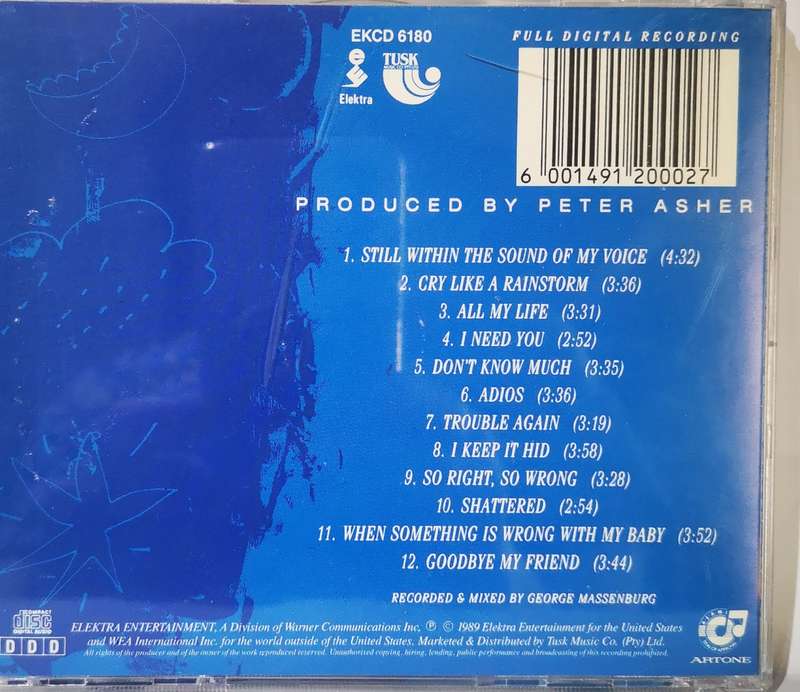 EKCD 6180
FULL DIGITAL RECORDING
Elektra
TUSK
6 001491 200027
PRODUCED BY PETER ASHER
1. STILL WITHIN THE SOUND OF MY VOICE (4:32)
2. CRY LIKE A RAINSTORM (3:36)
3. ALL MY LIFE (3:31)
4. I NEED YOU (2:52)
5. DON'T KNOW MUCH (3:35)
6. ADIOS (3:36)
7. TROUBLE AGAIN (3:19)
8. I KEEP IT HID (3:58)
9. SO RIGHT, SO WRONG (3:28)
10. SHATTERED (2:54)
11. WHEN SOMETHING IS WRONG WITH MY BABY (3:52)
12. GOODBYE MY FRIEND (3:44)
RECORDED & MIXED BY GEORGE MASSENBURG
COMPACT
disc
DIGITAL AUDIO
DDD
ELEKTRA ENTERTAINMENT, A Division of Warner Communications Inc. ℗ © 1989 Elektra Entertainment for the United States
and WEA International Inc. for the world outside of the United States. Marketed & Distributed by Tusk Music Co. (Pty) Ltd.
All rights of the producer and of the owner of the work reproduced reserved. Unauthorized copying, hiring, lending, public performance and broadcasting of this recording prohibited.
ARTONE